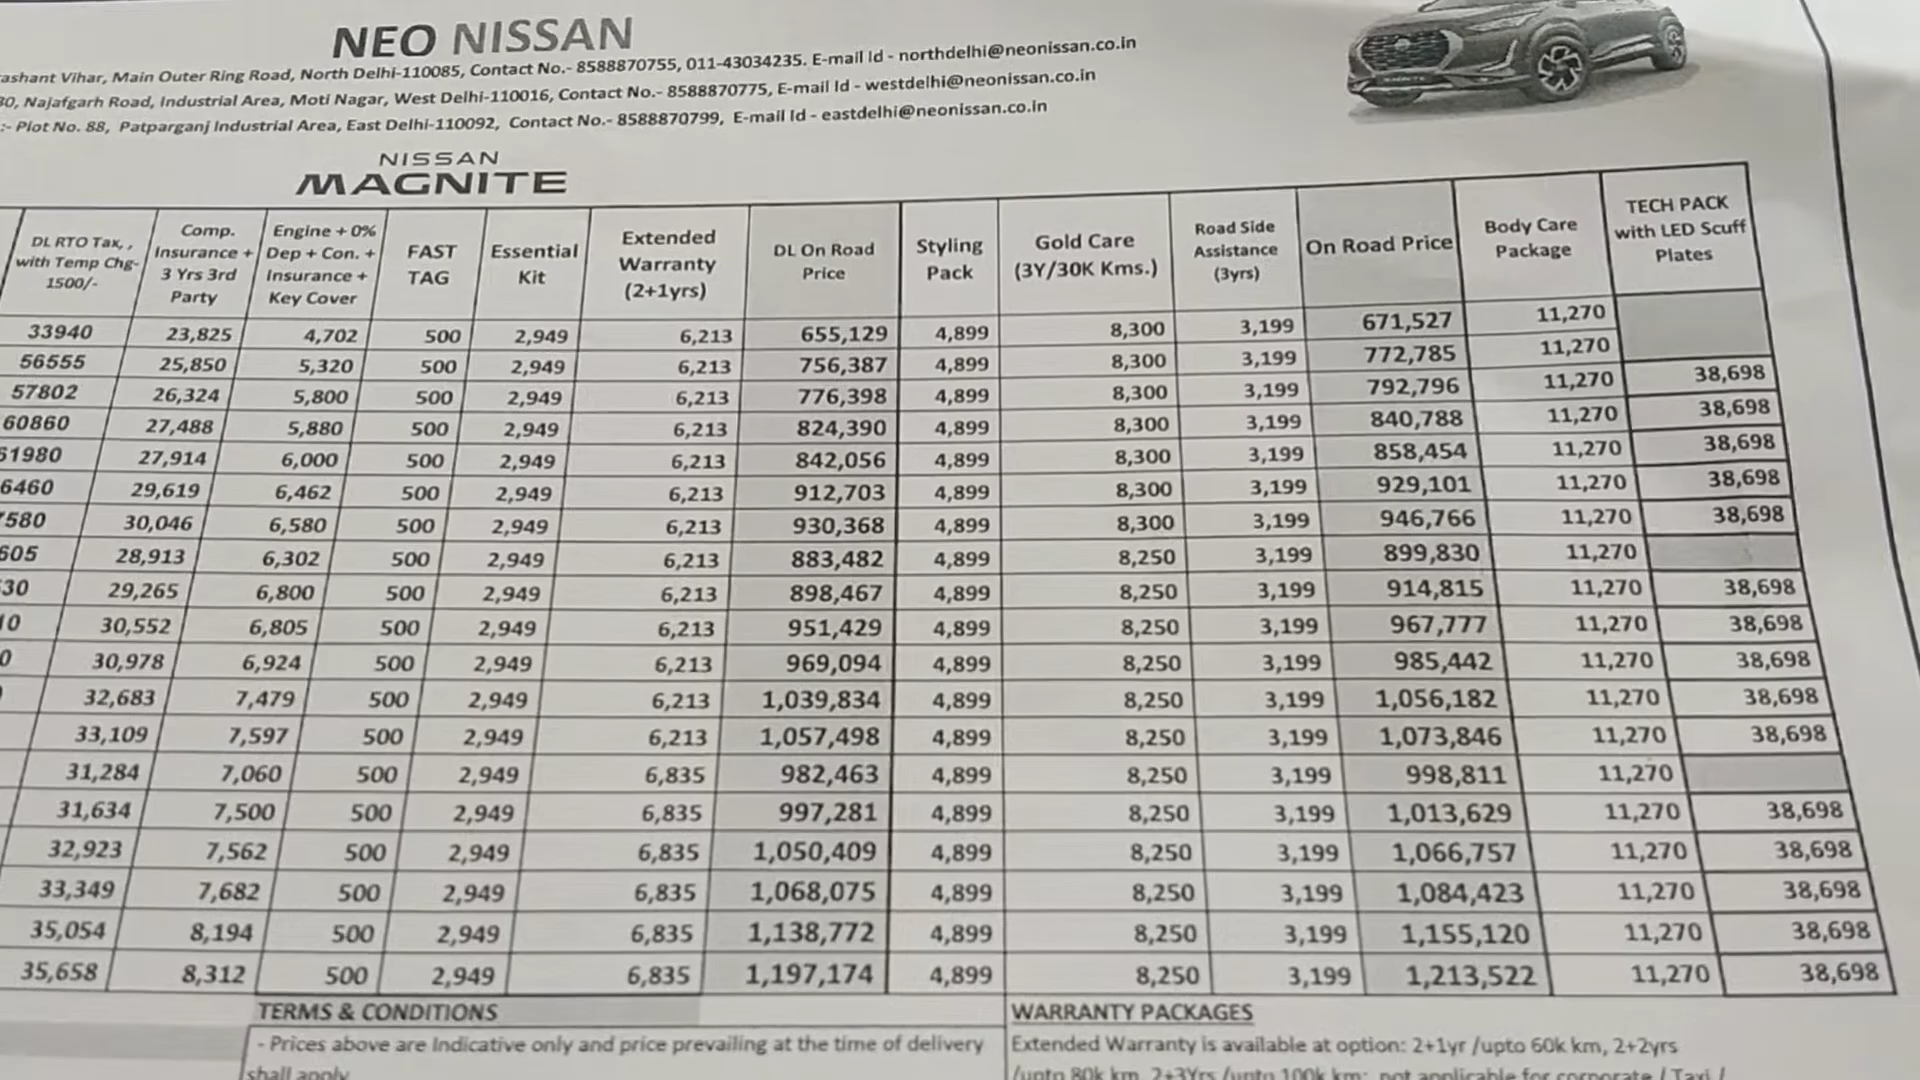 NEO NISSAN
ashant Vihar, Main Outer Ring Road, North Delhi-110085, Contact No.- 8588870755, 011-43034235. E-mail Id - northdelhi@neonissan.co.in
30, Najafgarh Road, Industrial Area, Moti Nagar, West Delhi-110016, Contact No.- 8588870775, E-mail Id - westdelhi@neonissan.co.in
:- Plot No. 88, Patparganj Industrial Area, East Delhi-110092, Contact No.- 8588870799, E-mail Id - eastdelhi@neonissan.co.in
NISSAN
MAGNITE
DL RTO Tax, , with Temp Chg- 1500/- Comp. Insurance + 3 Yrs 3rd Party Engine + 0% Dep + Con. + Insurance + Key Cover FAST TAG Essential Kit Extended Warranty (2+1yrs) DL On Road Price Styling Pack Gold Care (3Y/30K Kms.) Road Side Assistance (3yrs) On Road Price Body Care Package TECH PACK with LED Scuff Plates
33940 23,825 4,702 500 2,949 6,213 655,129 4,899 8,300 3,199 671,527 11,270
56555 25,850 5,320 500 2,949 6,213 756,387 4,899 8,300 3,199 772,785 11,270
57802 26,324 5,800 500 2,949 6,213 776,398 4,899 8,300 3,199 792,796 11,270 38,698
60860 27,488 5,880 500 2,949 6,213 824,390 4,899 8,300 3,199 840,788 11,270 38,698
61980 27,914 6,000 500 2,949 6,213 842,056 4,899 8,300 3,199 858,454 11,270 38,698
6460 29,619 6,462 500 2,949 6,213 912,703 4,899 8,300 3,199 929,101 11,270 38,698
7580 30,046 6,580 500 2,949 6,213 930,368 4,899 8,300 3,199 946,766 11,270 38,698
605 28,913 6,302 500 2,949 6,213 883,482 4,899 8,250 3,199 899,830 11,270
30 29,265 6,800 500 2,949 6,213 898,467 4,899 8,250 3,199 914,815 11,270 38,698
10 30,552 6,805 500 2,949 6,213 951,429 4,899 8,250 3,199 967,777 11,270 38,698
0 30,978 6,924 500 2,949 6,213 969,094 4,899 8,250 3,199 985,442 11,270 38,698
32,683 7,479 500 2,949 6,213 1,039,834 4,899 8,250 3,199 1,056,182 11,270 38,698
33,109 7,597 500 2,949 6,213 1,057,498 4,899 8,250 3,199 1,073,846 11,270 38,698
31,284 7,060 500 2,949 6,835 982,463 4,899 8,250 3,199 998,811 11,270
31,634 7,500 500 2,949 6,835 997,281 4,899 8,250 3,199 1,013,629 11,270 38,698
32,923 7,562 500 2,949 6,835 1,050,409 4,899 8,250 3,199 1,066,757 11,270 38,698
33,349 7,682 500 2,949 6,835 1,068,075 4,899 8,250 3,199 1,084,423 11,270 38,698
35,054 8,194 500 2,949 6,835 1,138,772 4,899 8,250 3,199 1,155,120 11,270 38,698
35,658 8,312 500 2,949 6,835 1,197,174 4,899 8,250 3,199 1,213,522 11,270 38,698
TERMS & CONDITIONS
- Prices above are Indicative only and price prevailing at the time of delivery
shall apply
WARRANTY PACKAGES
Extended Warranty is available at option: 2+1yr /upto 60k km, 2+2yrs
/upto 80k km, 2+3Yrs /upto 100k km; not applicable for corporate / Taxi /